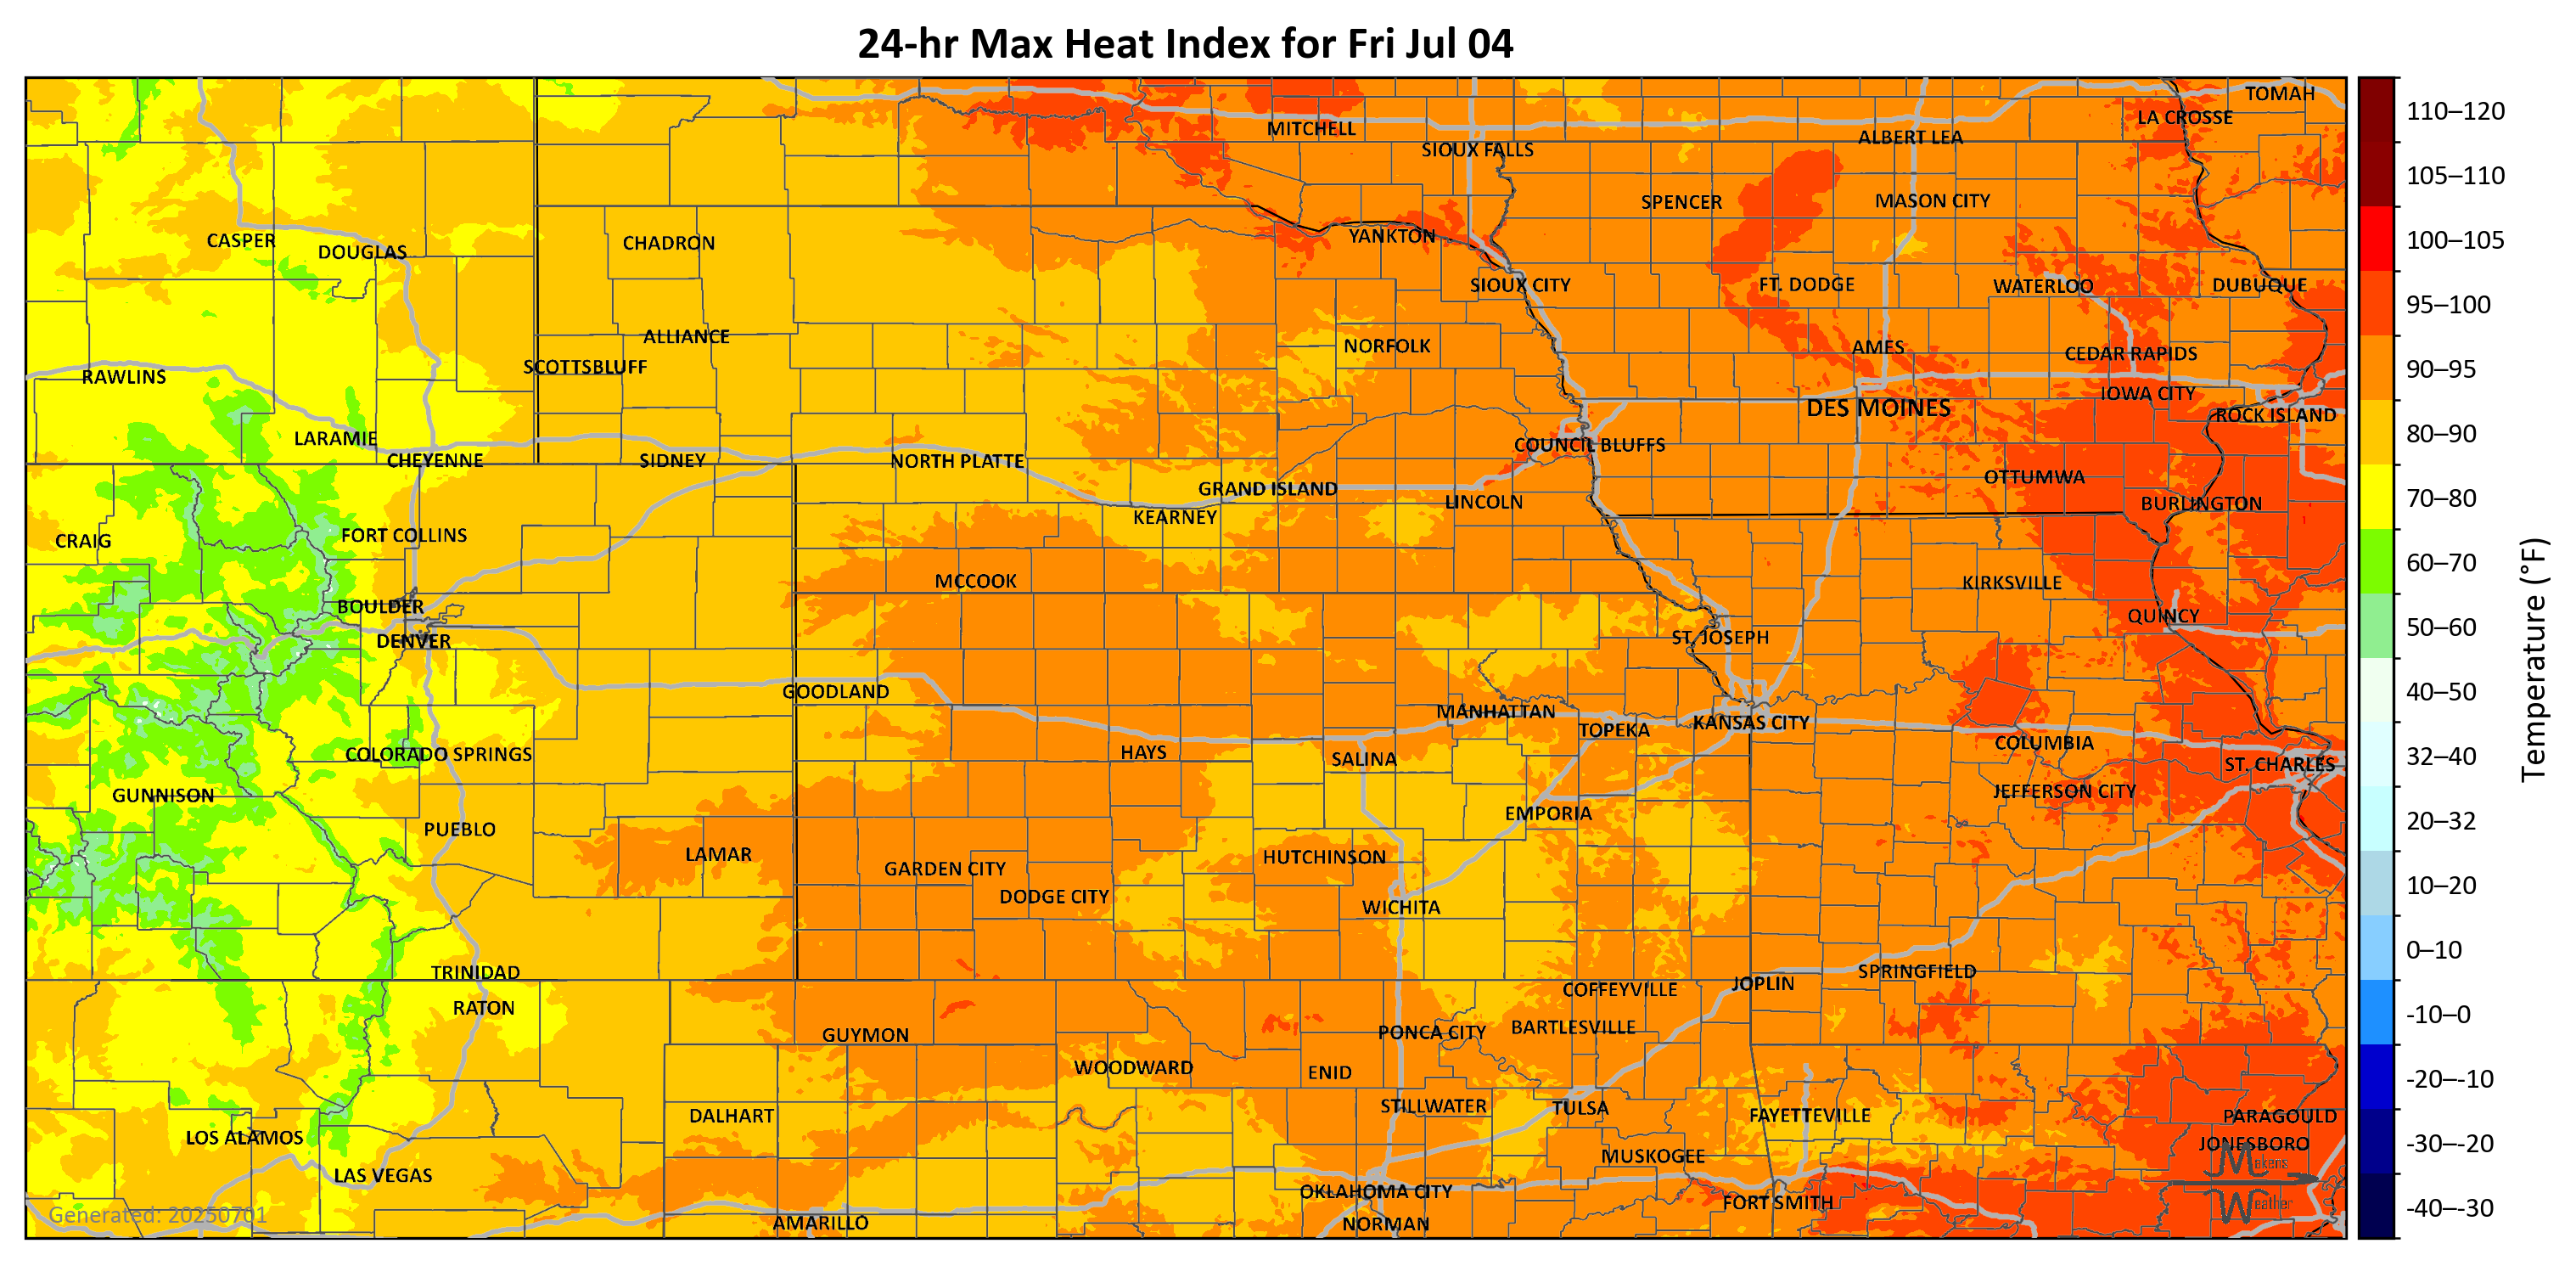 24-hr Max Heat Index for Fri Jul 04
TOMAH
LA CROSSE
MITCHELL
ALBERT LEA
SIOUX FALLS
SPENCER
MASON CITY
YANKTON
CASPER
CHADRON
DOUGLAS
SIOUX CITY
FT. DODGE
WATERLOO
DUBUQUE
ALLIANCE
NORFOLK
AMES
CEDAR RAPIDS
SCOTTSBLUFF
RAWLINS
IOWA CITY
DES MOINES
ROCK ISLAND
LARAMIE
COUNCIL BLUFFS
CHEYENNE
SIDNEY
NORTH PLATTE
OTTUMWA
GRAND ISLAND
LINCOLN
BURLINGTON
KEARNEY
FORT COLLINS
CRAIG
MCCOOK
KIRKSVILLE
BOULDER
QUINCY
DENVER
ST. JOSEPH
GOODLAND
MANHATTAN
KANSAS CITY
TOPEKA
COLUMBIA
COLORADO SPRINGS
HAYS
SALINA
ST. CHARLES
JEFFERSON CITY
GUNNISON
EMPORIA
PUEBLO
LAMAR
HUTCHINSON
GARDEN CITY
DODGE CITY
WICHITA
TRINIDAD
SPRINGFIELD
JOPLIN
COFFEYVILLE
RATON
BARTLESVILLE
GUYMON
PONCA CITY
WOODWARD
ENID
STILLWATER
TULSA
DALHART
FAYETTEVILLE
PARAGOULD
LOS ALAMOS
JONESBORO
MUSKOGEE
Makens
LAS VEGAS
OKLAHOMA CITY
FORT SMITH
Weather
Generated: 20250701
AMARILLO
NORMAN
110–120
105–110
100–105
95–100
90–95
80–90
70–80
60–70
50–60
40–50
32–40
20–32
10–20
0–10
-10–0
-20–-10
-30–-20
-40–-30
Temperature (°F)